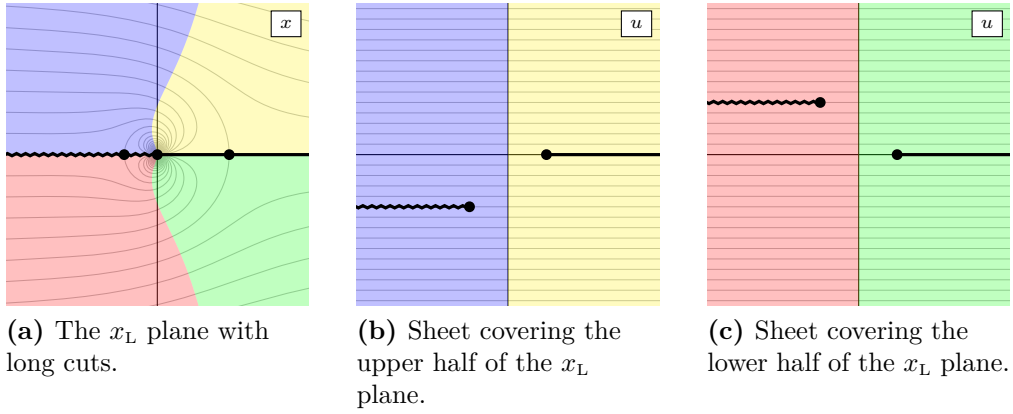 x
u
u
(a) The x_L plane with
long cuts.
(b) Sheet covering the
upper half of the x_L
plane.
(c) Sheet covering the
lower half of the x_L plane.